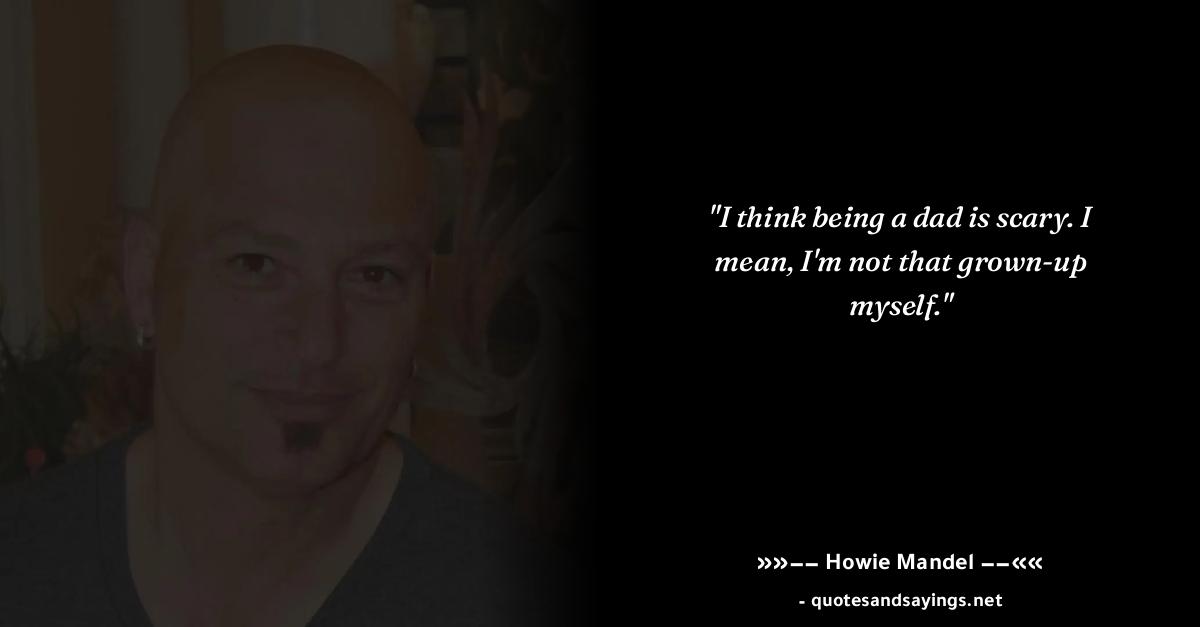 "I think being a dad is scary. I
mean, I'm not that grown-up
myself."
»»−− Howie Mandel −−««
- quotesandsayings.net